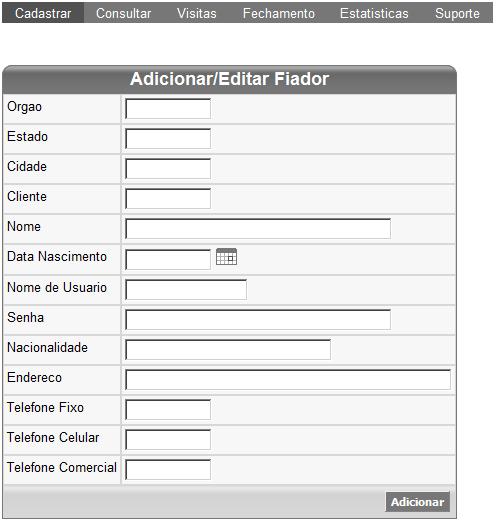 Cadastrar Consultar Visitas Fechamento Estatisticas Suporte
Adicionar/Editar Fiador
Orgao
Estado
Cidade
Cliente
Nome
Data Nascimento
Nome de Usuario
Senha
Nacionalidade
Endereco
Telefone Fixo
Telefone Celular
Telefone Comercial
Adicionar